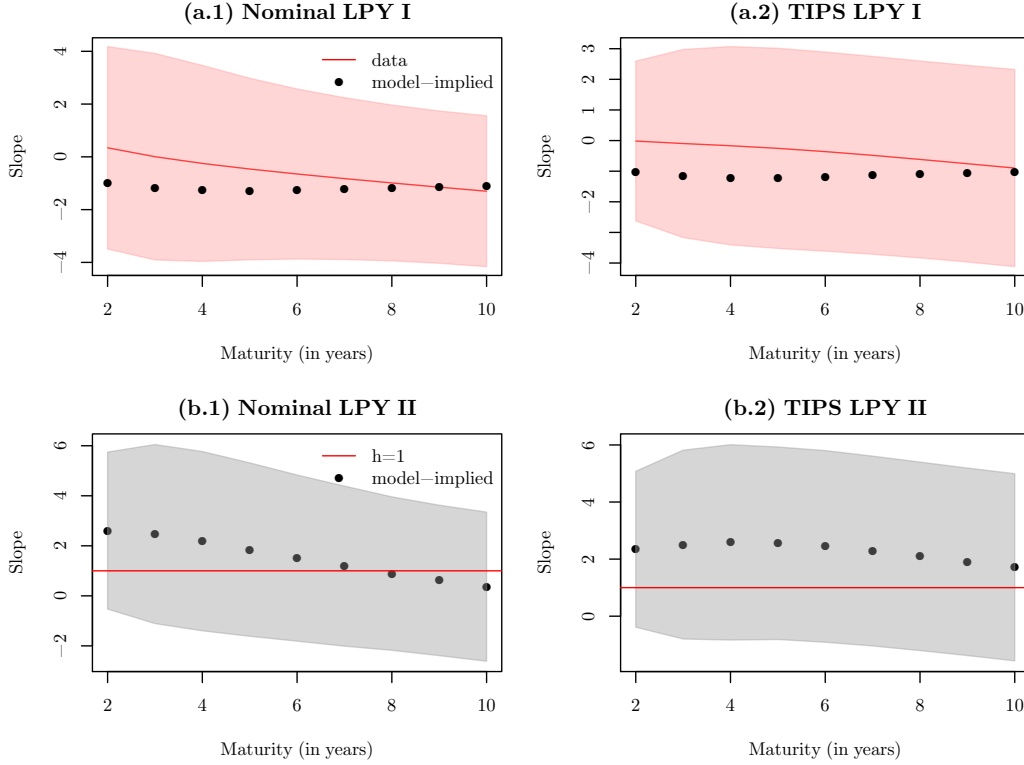 (a.1) Nominal LPY I
(a.2) TIPS LPY I
Slope
4
2
0
−2
−4
data
model−implied
2
4
6
8
10
Maturity (in years)
Slope
3
1
0
−2
−4
2
4
6
8
10
Maturity (in years)
(b.1) Nominal LPY II
(b.2) TIPS LPY II
Slope
6
4
2
0
−2
h=1
model−implied
2
4
6
8
10
Maturity (in years)
Slope
6
4
2
0
2
4
6
8
10
Maturity (in years)